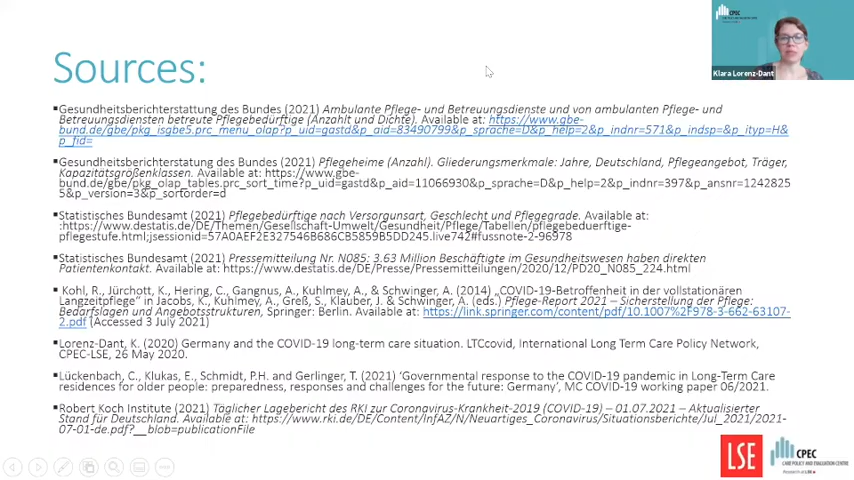 Sources:
▪Gesundheitsberichterstattung des Bundes (2021) Ambulante Pflege- und Betreuungsdienste und von ambulanten Pflege- und
Betreuungsdiensten betreute Pflegebedürftige (Anzahlt und Dichte). Available at: https://www.gbe-
bund.de/gbe/pkg_isgbe5.prc_menu_olap?p_uid=gastd&p_aid=83490799&p_sprache=D&p_help=2&p_indnr=571&p_indsp=&p_ityp=H&
p_fid=
▪Gesundheitsberichterstatung des Bundes (2021) Pflegeheime (Anzahl). Gliederungsmerkmale: Jahre, Deutschland, Pflegeangebot, Träger,
Kapazitätsgrößenklassen. Available at: https://www.gbe-
bund.de/gbe/pkg_olap_tables.prc_sort_time?p_uid=gastd&p_aid=11066930&p_sprache=D&p_help=2&p_indnr=397&p_ansnr=1242825
5&p_version=3&p_sortorder=d
▪Statistisches Bundesamt (2021) Pflegebedürftige nach Versorgunsart, Geschlecht und Pflegegrade. Available at:
:https://www.destatis.de/DE/Themen/Gesellschaft-Umwelt/Gesundheit/Pflege/Tabellen/pflegebeduerftige-
pflegestufe.html;jsessionid=57A0AEF2E327546B686CB5859B5DD245.live742#fussnote-2-96978
▪Statistisches Bundesamt (2021) Pressemitteilung Nr. N085: 3.63 Million Beschäftigte im Gesundheitswesen haben direkten
Patientenkontakt. Available at: https://www.destatis.de/DE/Presse/Pressemitteilungen/2020/12/PD20_N085_224.html
▪ Kohl, R., Jürchott, K., Hering, C., Gangnus, A., Kuhlmey, A., & Schwinger, A. (2014) „COVID-19-Betroffenheit in der vollstationären
Langzeitpflege" in Jacobs, K., Kuhlmey, A., Greß, S., Klauber, J. & Schwinger, A. (eds.) Pflege-Report 2021 – Sicherstellung der Pflege:
Bedarfslagen und Angebotsstrukturen, Springer: Berlin. Available at: https://link.springer.com/content/pdf/10.1007%2F978-3-662-63107-
2.pdf (Accessed 3 July 2021)
▪Lorenz-Dant, K. (2020) Germany and the COVID-19 long-term care situation. LTCcovid, International Long Term Care Policy Network,
CPEC-LSE, 26 May 2020.
▪Lückenbach, C., Klukas, E., Schmidt, P.H. and Gerlinger, T. (2021) 'Governmental response to the COVID-19 pandemic in Long-Term Care
residences for older people: preparedness, responses and challenges for the future: Germany', MC COVID-19 working paper 06/2021.
▪Robert Koch Institute (2021) Täglicher Lagebericht des RKI zur Coronavirus-Krankheit-2019 (COVID-19) – 01.07.2021 – Aktualisierter
Stand für Deutschland. Available at: https://www.rki.de/DE/Content/InfAZ/N/Neuartiges_Coronavirus/Situationsberichte/Jul_2021/2021-
07-01-de.pdf?__blob=publicationFile
CPEC
Klara Lorenz-Dant
LSE
CPEC
CARE POLICY AND EVALUATION CENTRE